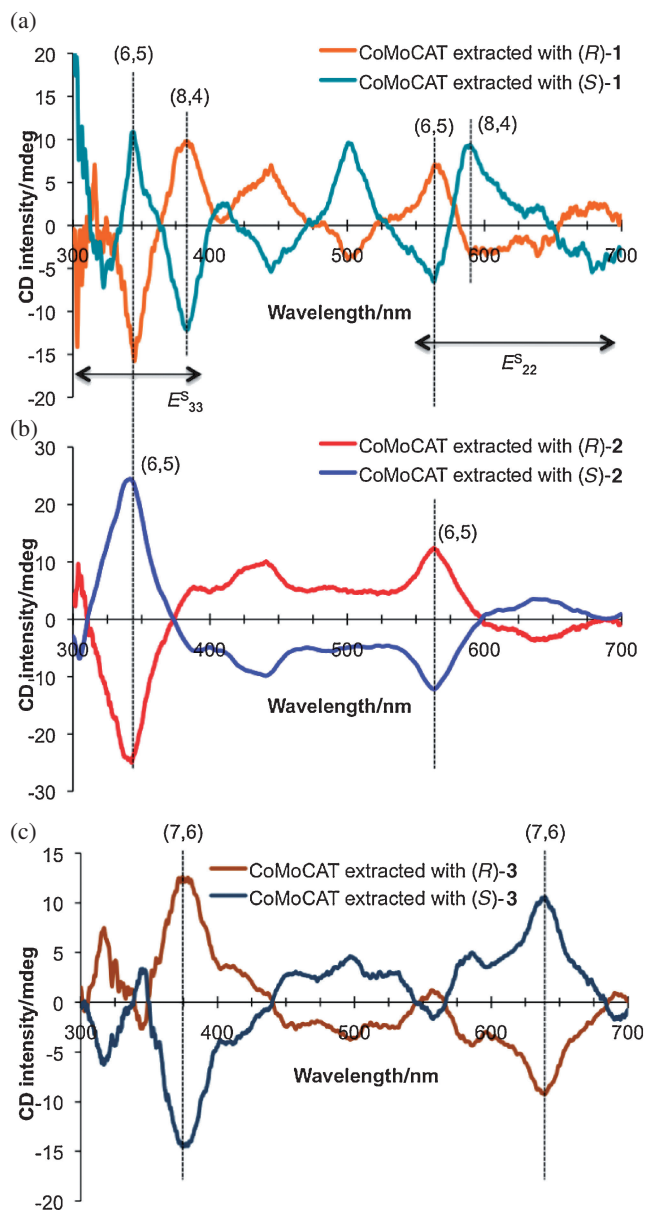 (a)
(6,5)
(8,4)
CoMoCAT extracted with (R)-1
CoMoCAT extracted with (S)-1
(6,5)
(8,4)
20
15
10
5
0
-5
-10
-15
-20
CD intensity/mdeg
300
400
500
600
700
Wavelength/nm
E^S_33
E^S_22
(b)
(6,5)
CoMoCAT extracted with (R)-2
CoMoCAT extracted with (S)-2
(6,5)
30
20
10
0
-10
-20
-30
CD intensity/mdeg
300
400
500
600
700
Wavelength/nm
(c)
(7,6)
(7,6)
CoMoCAT extracted with (R)-3
CoMoCAT extracted with (S)-3
15
10
5
0
-5
-10
-15
-20
CD intensity/mdeg
300
400
500
600
700
Wavelength/nm